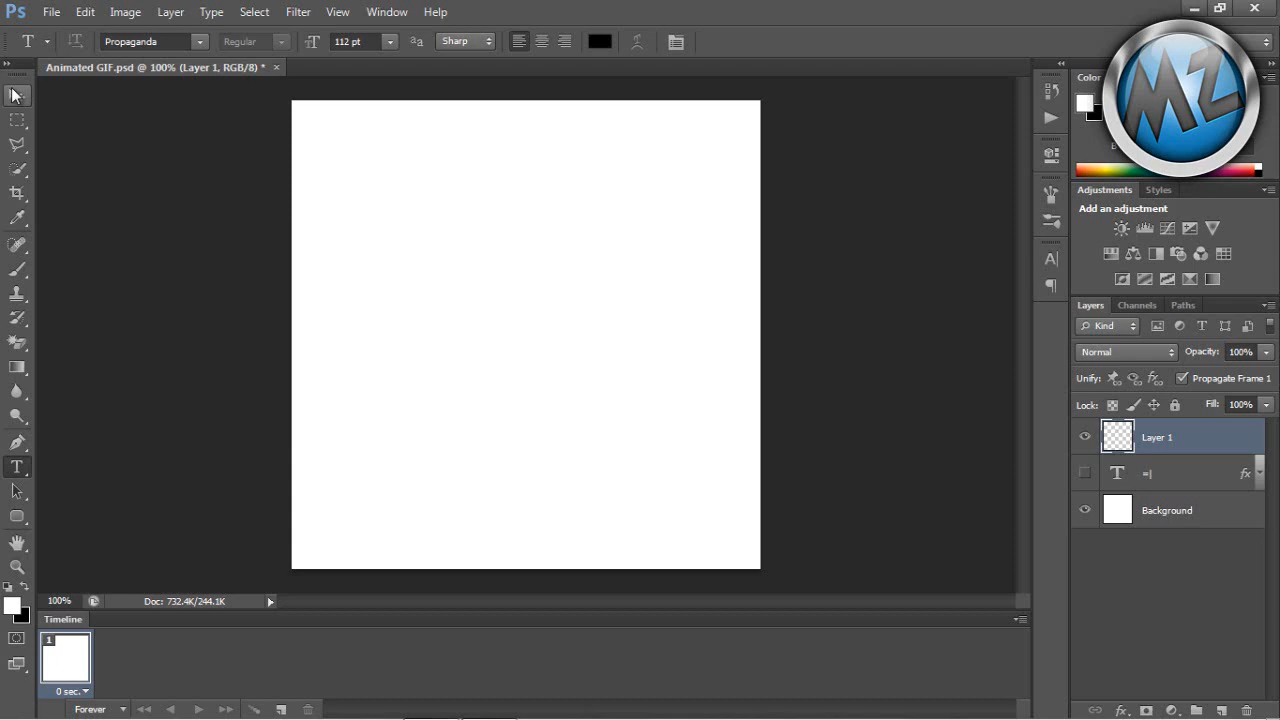 Ps File Edit Image Layer Type Select Filter View Window Help
T Propaganda Regular 112 pt aa Sharp
Animated GIF.psd @ 100% (Layer 1, RGB/8) * ×
Color
MZ
Adjustments Styles
Add an adjustment
Layers Channels Paths
Kind
Normal Opacity: 100%
Unify: Propagate Frame 1
Lock: Fill: 100%
Layer 1
T =| fx
Background
100% Doc: 732.4K/244.1K
Timeline
1
0 sec.
Forever